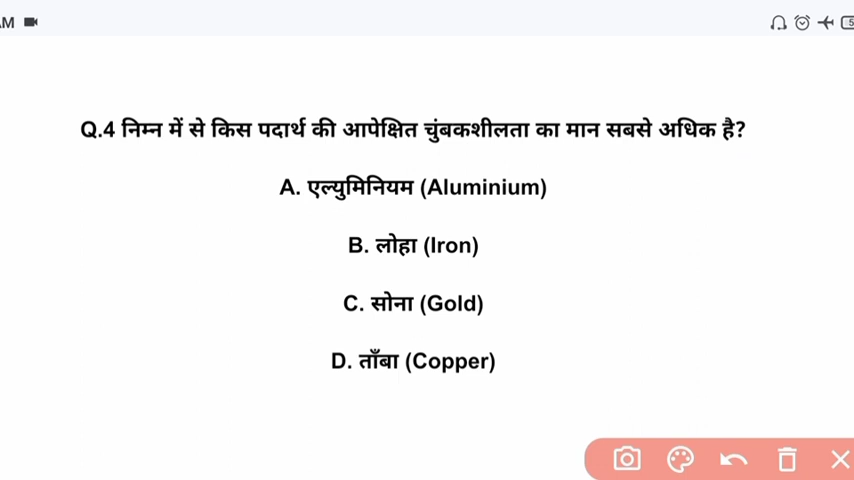 M
Q.4 निम्न में से किस पदार्थ की आपेक्षित चुंबकशीलता का मान सबसे अधिक है?
A. एल्युमिनियम (Aluminium)
B. लोहा (Iron)
C. सोना (Gold)
D. ताँबा (Copper)